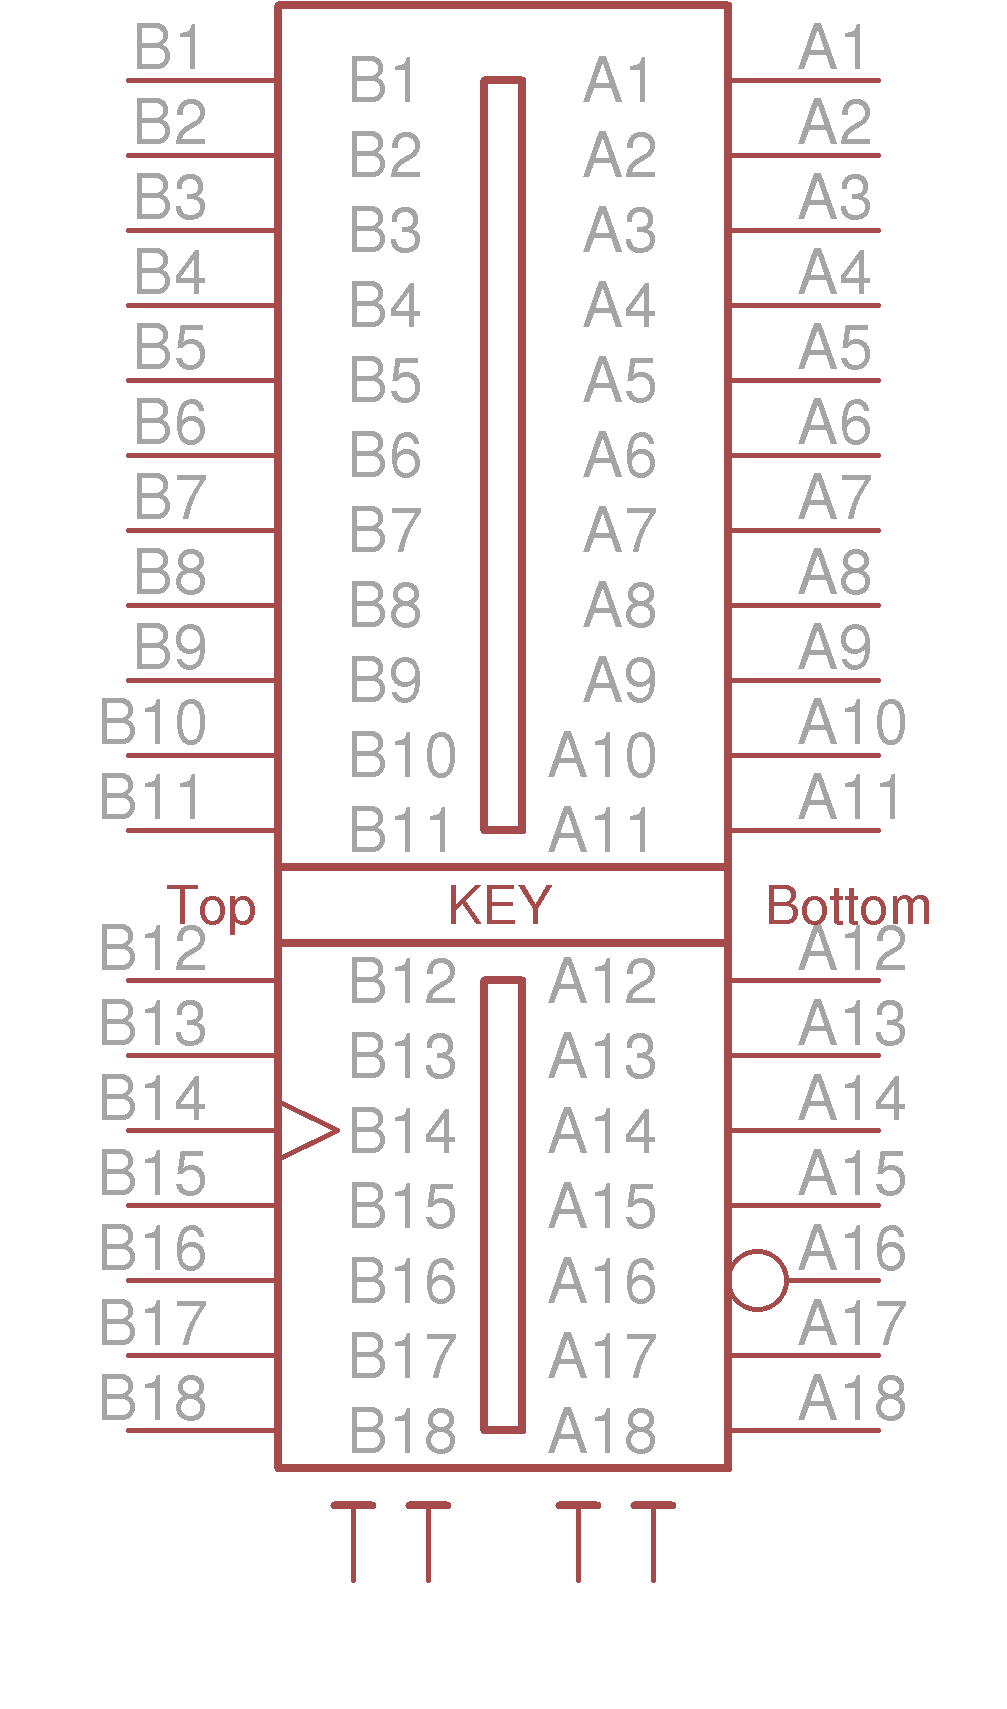 B1 B1 A1 A1
B2 B2 A2 A2
B3 B3 A3 A3
B4 B4 A4 A4
B5 B5 A5 A5
B6 B6 A6 A6
B7 B7 A7 A7
B8 B8 A8 A8
B9 B9 A9 A9
B10 B10 A10 A10
B11 B11 A11 A11
Top KEY Bottom
B12 B12 A12 A12
B13 B13 A13 A13
B14 B14 A14 A14
B15 B15 A15 A15
B16 B16 A16 A16
B17 B17 A17 A17
B18 B18 A18 A18